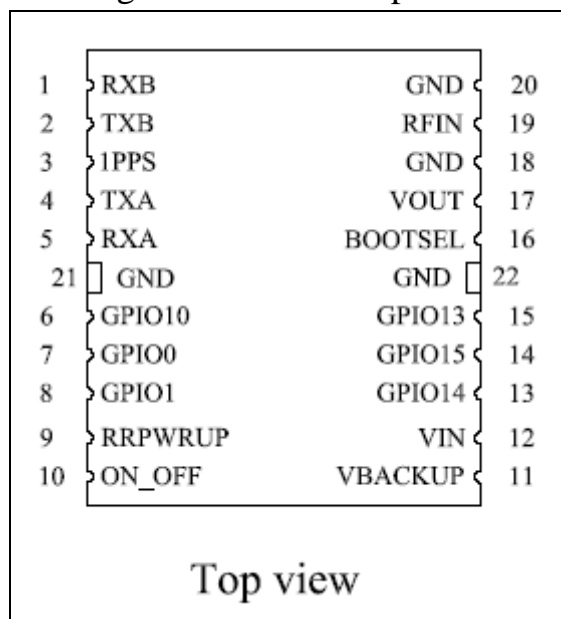 1 RXB GND 20
2 TXB RFIN 19
3 1PPS GND 18
4 TXA VOUT 17
5 RXA BOOTSEL 16
21 GND GND 22
6 GPIO10 GPIO13 15
7 GPIO0 GPIO15 14
8 GPIO1 GPIO14 13
9 RRPWRUP VIN 12
10 ON_OFF VBACKUP 11
Top view